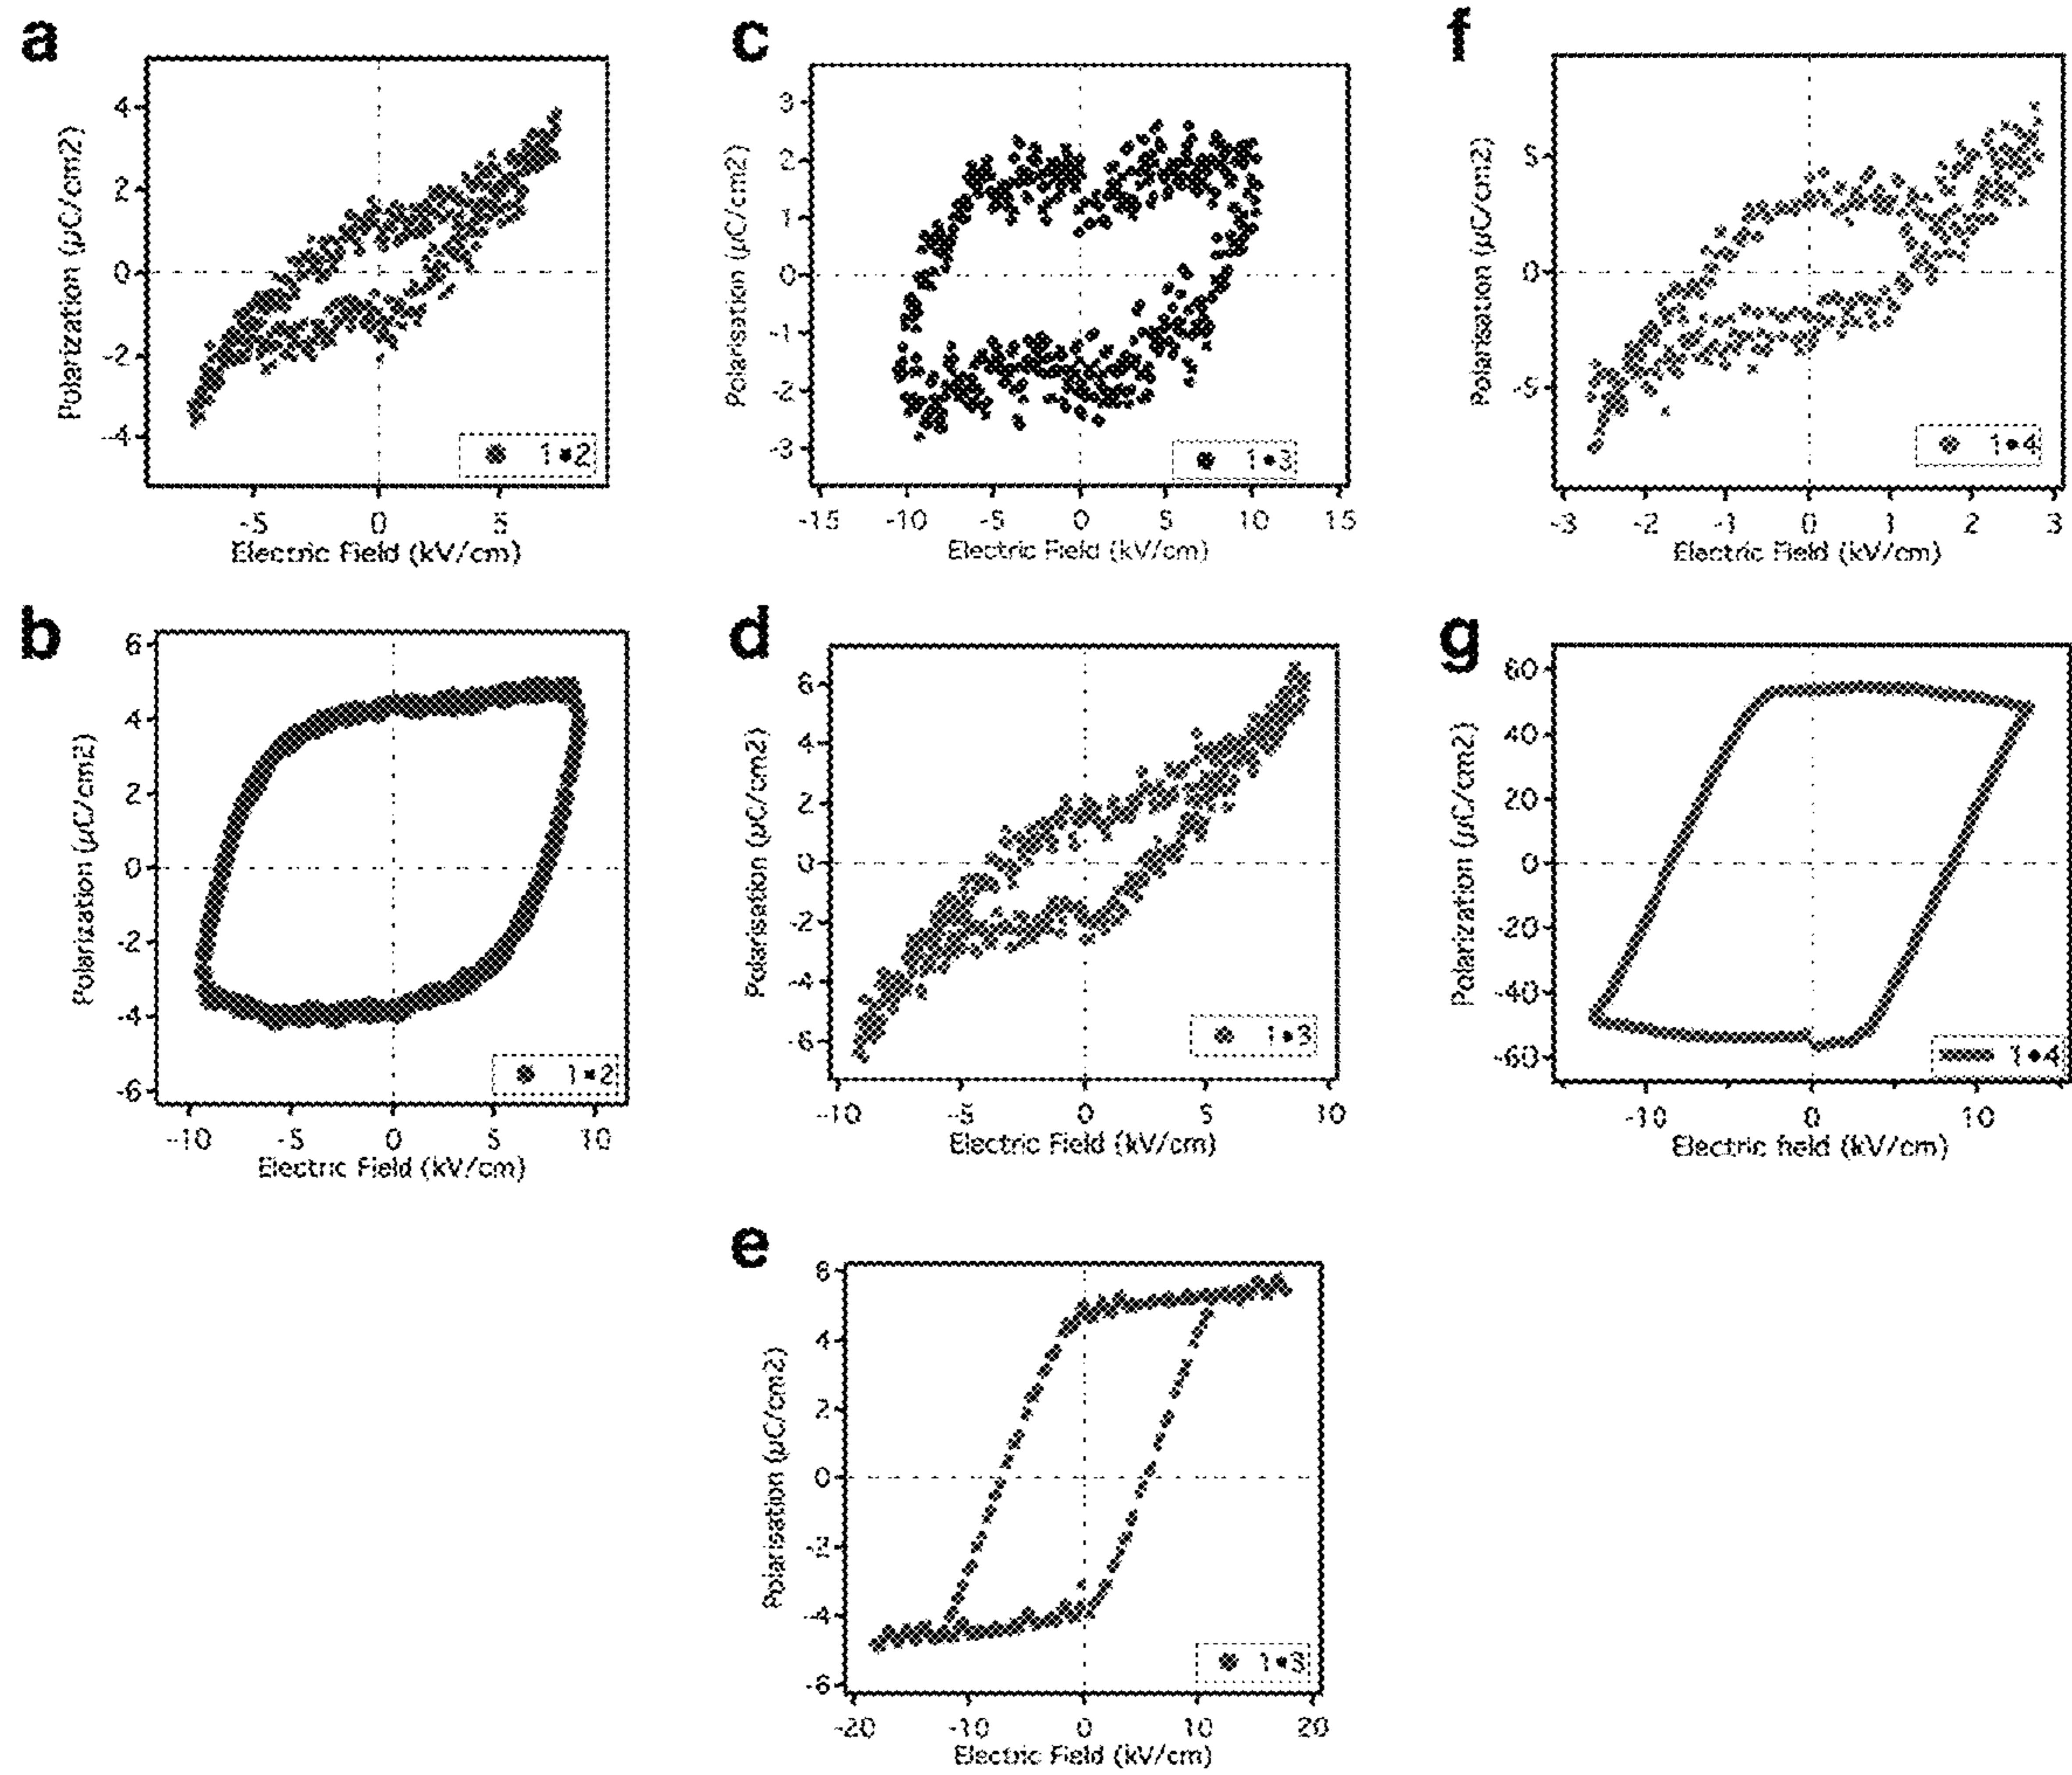 a
Polarization (μC/cm2)
4
2
0
-2
-4
1•2
-5 0 5
Electric Field (kV/cm)
c
Polarisation (μC/cm2)
3
2
1
0
-1
-2
-3
1•3
-15 -10 -5 0 5 10 15
Electric Field (kV/cm)
f
Polarisation (μC/cm2)
5
0
-5
1•4
-3 -2 -1 0 1 2 3
Electric Field (kV/cm)
b
Polarization (μC/cm2)
6
4
2
0
-2
-4
-6
1•2
-10 -5 0 5 10
Electric Field (kV/cm)
d
Polarisation (μC/cm2)
6
4
2
0
-2
-4
-6
1•3
-10 -5 0 5 10
Electric Field (kV/cm)
g
Polarization (μC/cm2)
60
40
20
0
-20
-40
-60
1•4
-10 0 10
Electric field (kV/cm)
e
Polarisation (μC/cm2)
6
4
2
0
-2
-4
-6
1•3
-20 -10 0 10 20
Electric Field (kV/cm)